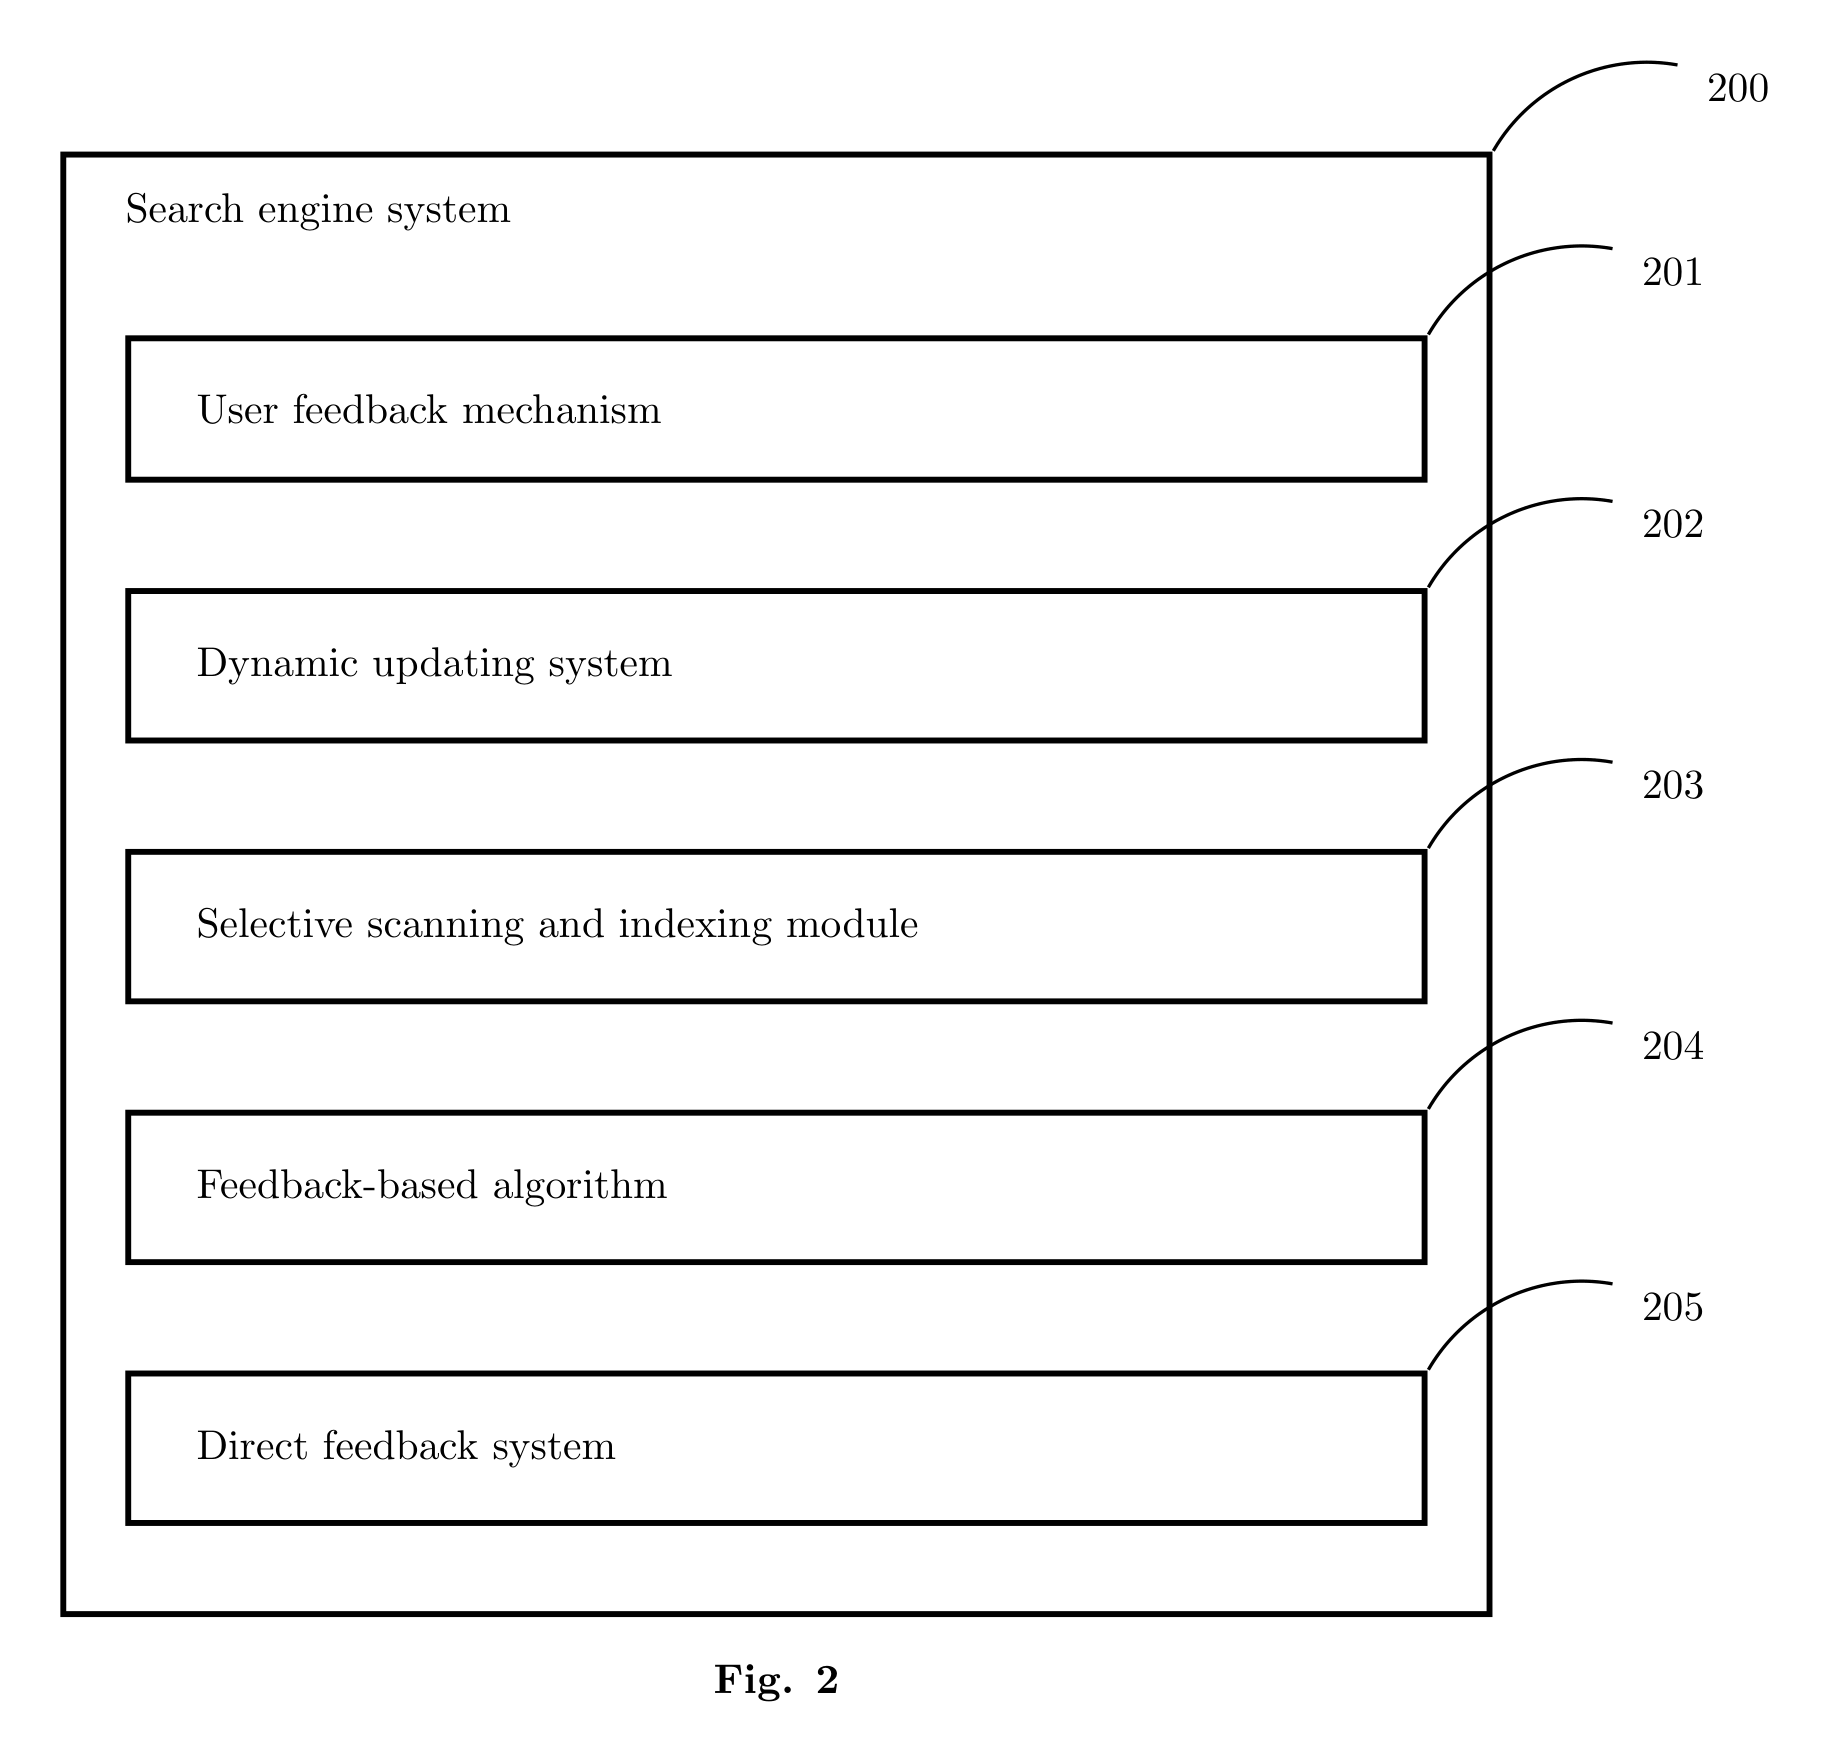 200
Search engine system
201
User feedback mechanism
202
Dynamic updating system
203
Selective scanning and indexing module
204
Feedback-based algorithm
205
Direct feedback system
Fig. 2